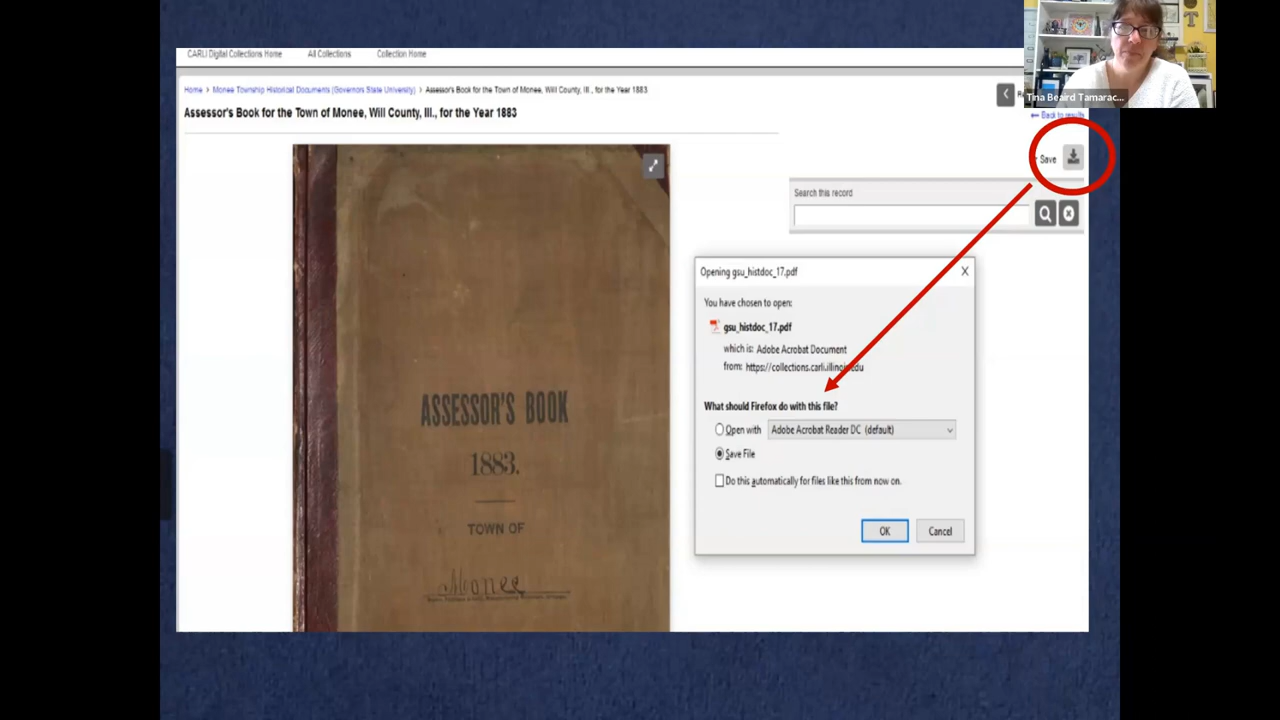 CARLI Digital Collections Home All Collections Collection Home
Home > Monee Township Historical Documents (Governors State University) > Assessor's Book for the Town of Monee, Will County, Ill., for the Year 1883
Assessor's Book for the Town of Monee, Will County, Ill., for the Year 1883
Tina Beaird Tamarac...
Back to results
Save
Search this record
ASSESSOR'S BOOK
1883.
TOWN OF
Monee
Opening gsu_histdoc_17.pdf
You have chosen to open:
gsu_histdoc_17.pdf
which is: Adobe Acrobat Document
from: https://collections.carli.illinois.edu
What should Firefox do with this file?
Open with Adobe Acrobat Reader DC (default)
Save File
Do this automatically for files like this from now on.
OK Cancel